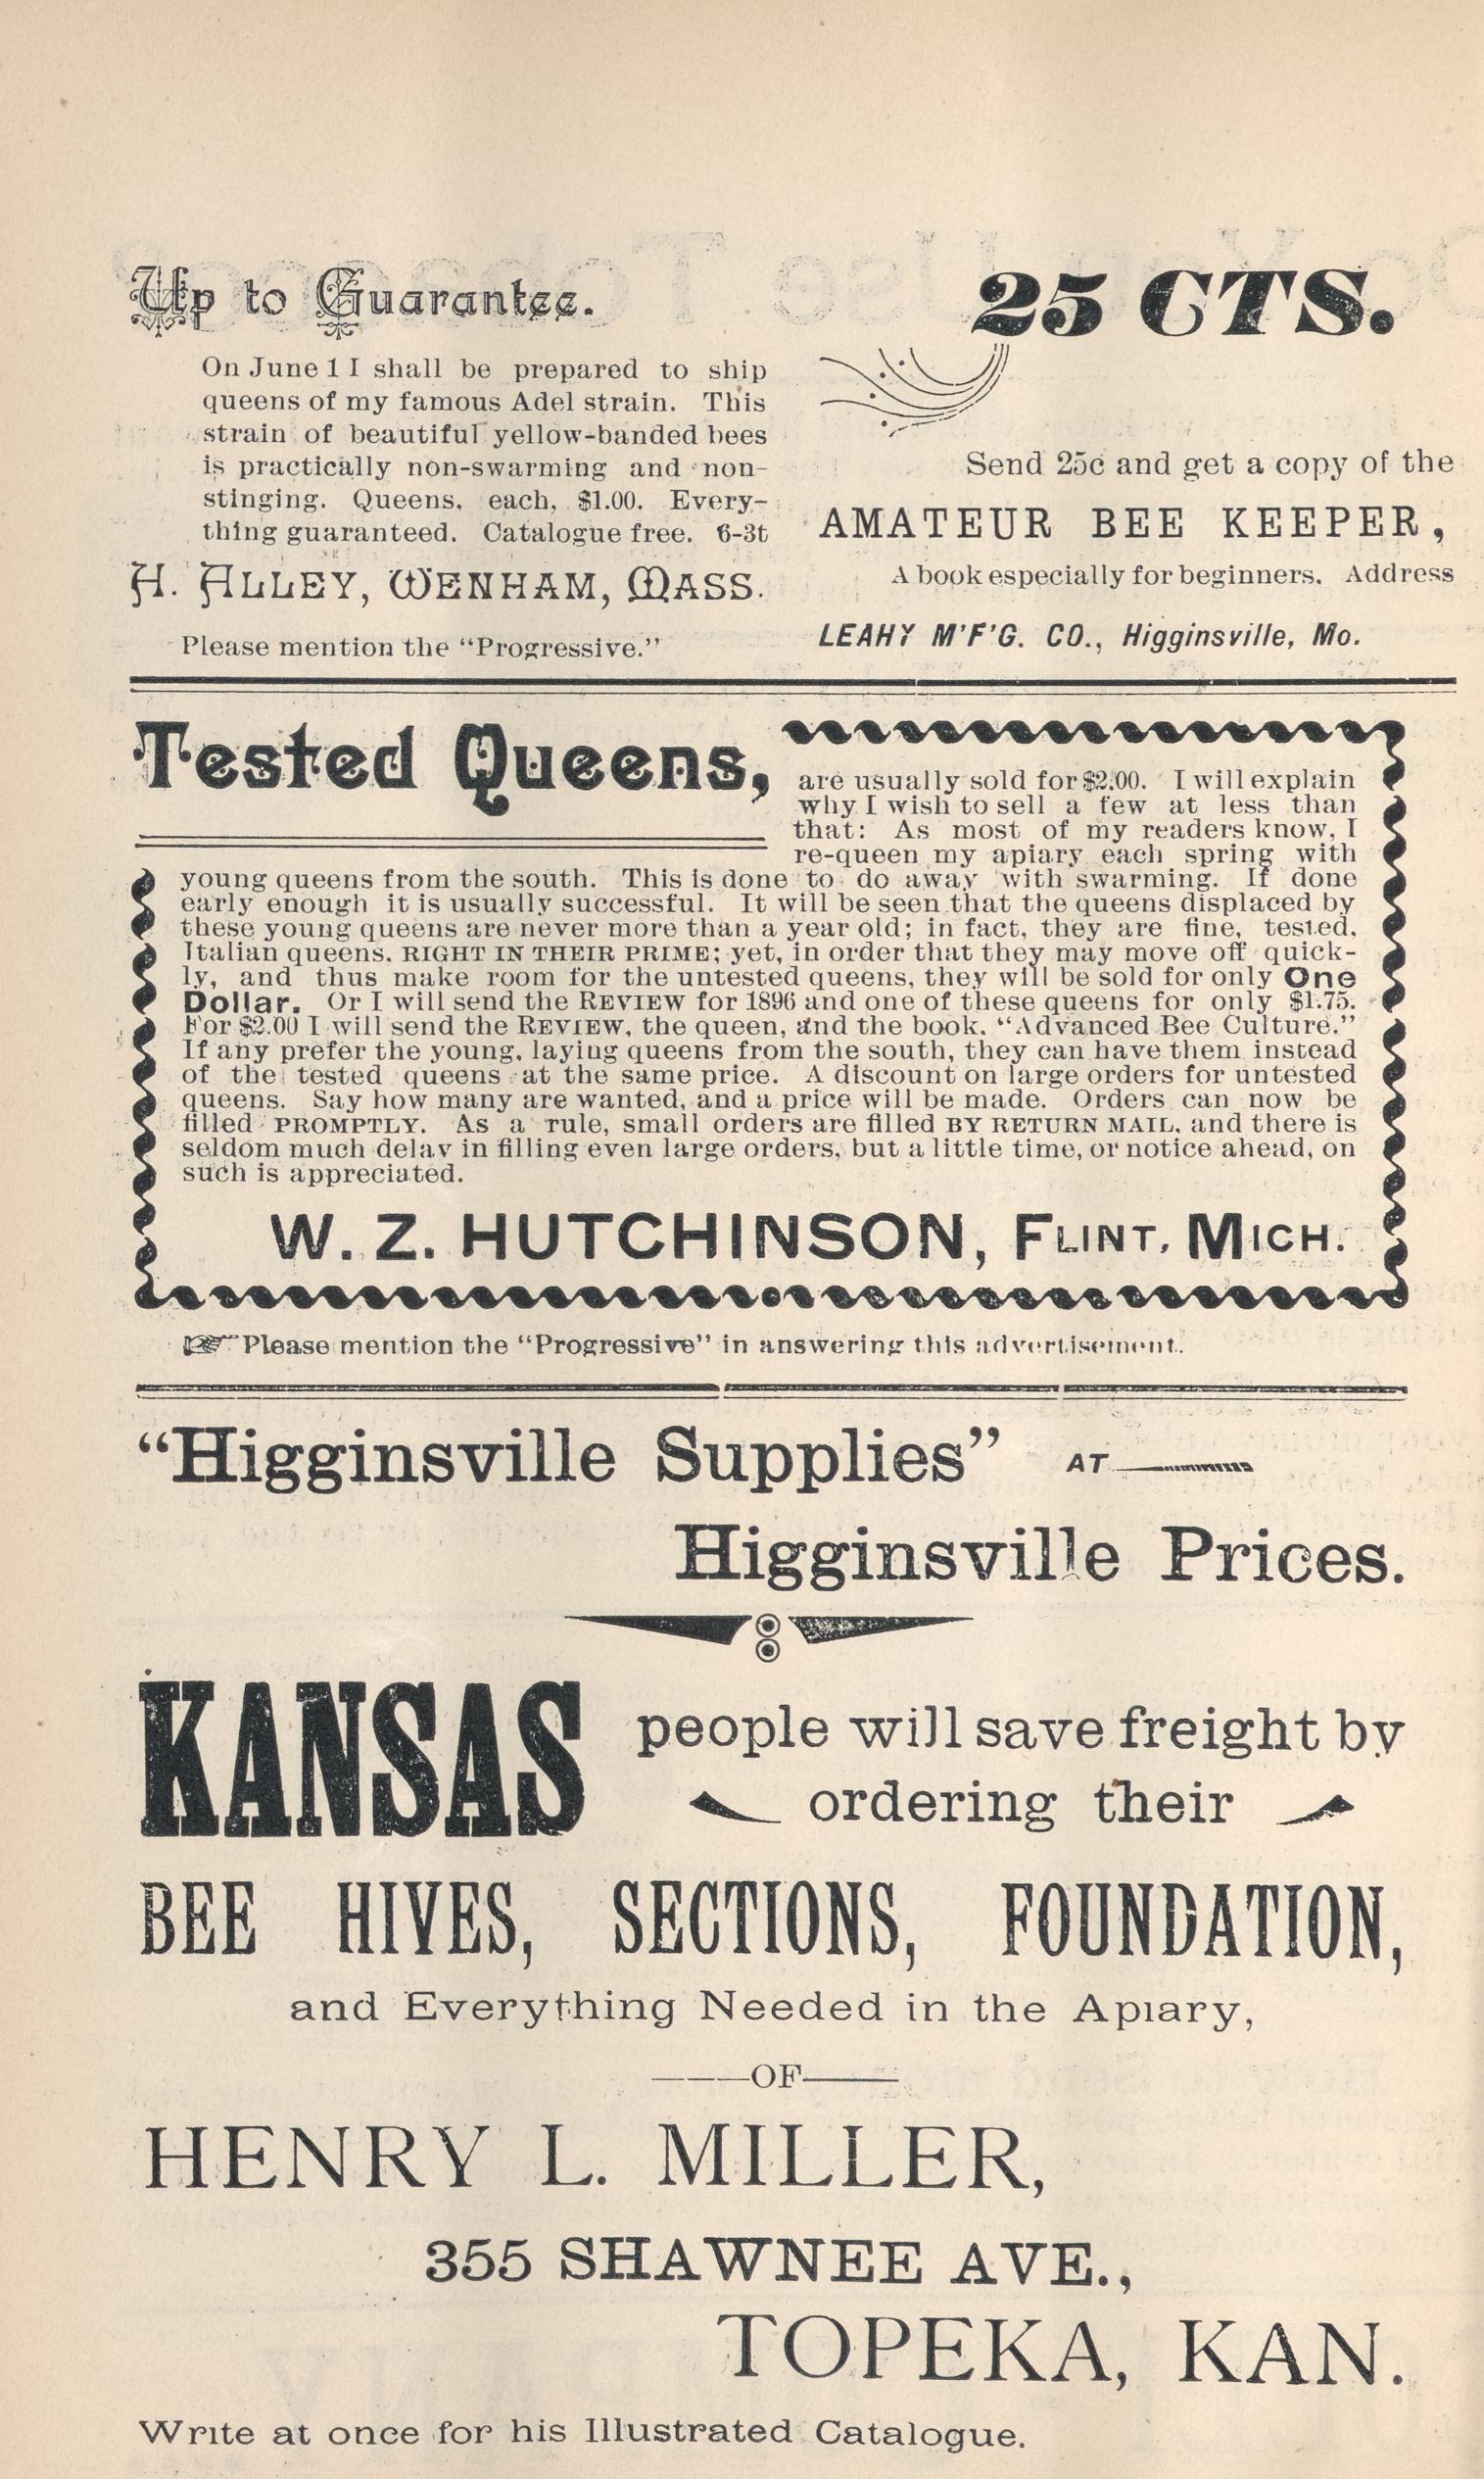 Up to Guarantee.
On June 1 I shall be prepared to ship
queens of my famous Adel strain. This
strain of beautiful yellow-banded bees
is practically non-swarming and non-
stinging. Queens, each, $1.00. Every-
thing guaranteed. Catalogue free. 6-3t
H. ALLEY, WENHAM, MASS.
Please mention the "Progressive."
25 CTS.
Send 25c and get a copy of the
AMATEUR BEE KEEPER,
A book especially for beginners. Address
LEAHY M'F'G. CO., Higginsville, Mo.
Tested Queens,
are usually sold for $2.00. I will explain
why I wish to sell a few at less than
that: As most of my readers know, I
re-queen my apiary each spring with
young queens from the south. This is done to do away with swarming. If done
early enough it is usually successful. It will be seen that the queens displaced by
these young queens are never more than a year old; in fact, they are fine, tested,
Italian queens, RIGHT IN THEIR PRIME; yet, in order that they may move off quick-
ly, and thus make room for the untested queens, they will be sold for only One
Dollar. Or I will send the REVIEW for 1896 and one of these queens for only $1.75.
For $2.00 I will send the REVIEW, the queen, and the book, "Advanced Bee Culture."
If any prefer the young, laying queens from the south, they can have them instead
of the tested queens at the same price. A discount on large orders for untested
queens. Say how many are wanted, and a price will be made. Orders can now be
filled PROMPTLY. As a rule, small orders are filled BY RETURN MAIL, and there is
seldom much delay in filling even large orders, but a little time, or notice ahead, on
such is appreciated.
W. Z. HUTCHINSON, FLINT, MICH.
☞ Please mention the "Progressive" in answering this advertisement.
"Higginsville Supplies" AT
Higginsville Prices.
KANSAS people will save freight by
ordering their
BEE HIVES, SECTIONS, FOUNDATION,
and Everything Needed in the Apiary,
———OF———
HENRY L. MILLER,
355 SHAWNEE AVE.,
TOPEKA, KAN.
Write at once for his Illustrated Catalogue.